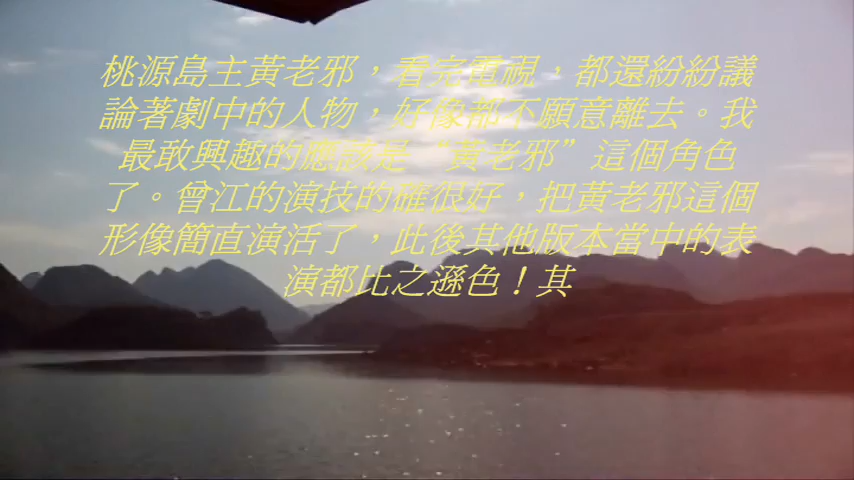 桃源島主黃老邪，看完電視，都還紛紛議
論著劇中的人物，好像都不願意離去。我
最敢興趣的應該是“黃老邪”這個角色
了。曾江的演技的確很好，把黃老邪這個
形像簡直演活了，此後其他版本當中的表
演都比之遜色！其